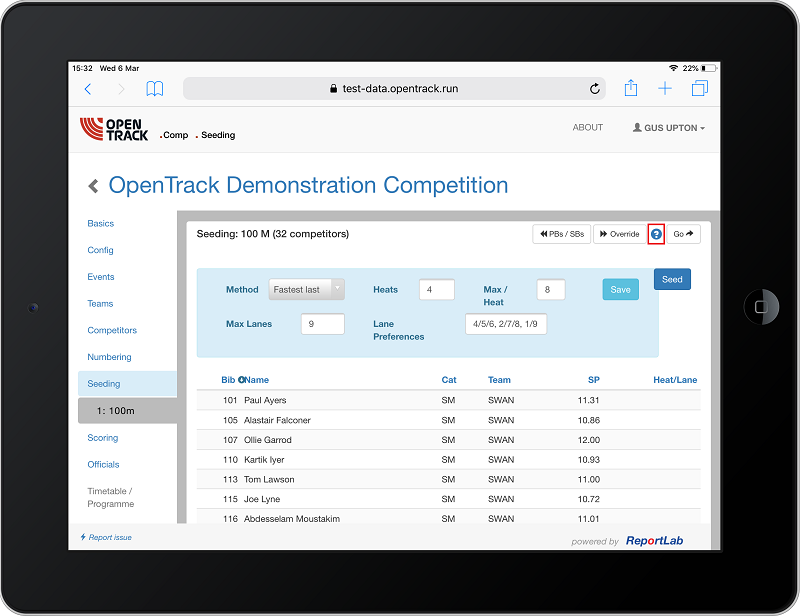 15:32 Wed 6 Mar 22%
test-data.opentrack.run
OPEN TRACK .Comp . Seeding ABOUT GUS UPTON
OpenTrack Demonstration Competition
Basics
Config
Events
Teams
Competitors
Numbering
Seeding
1: 100m
Scoring
Officials
Timetable /
Programme
Seeding: 100 M (32 competitors) PBs / SBs Override ? Go
Method Fastest last Heats 4 Max / Heat 8 Save Seed
Max Lanes 9 Lane Preferences 4/5/6, 2/7/8, 1/9
Bib Name Cat Team SP Heat/Lane
101 Paul Ayers SM SWAN 11.31
105 Alastair Falconer SM SWAN 10.86
107 Ollie Garrod SM SWAN 12.00
110 Kartik Iyer SM SWAN 10.93
113 Tom Lawson SM SWAN 11.00
115 Joe Lyne SM SWAN 10.72
116 Abdesselam Moustakim SM SWAN 11.01
Report issue powered by ReportLab